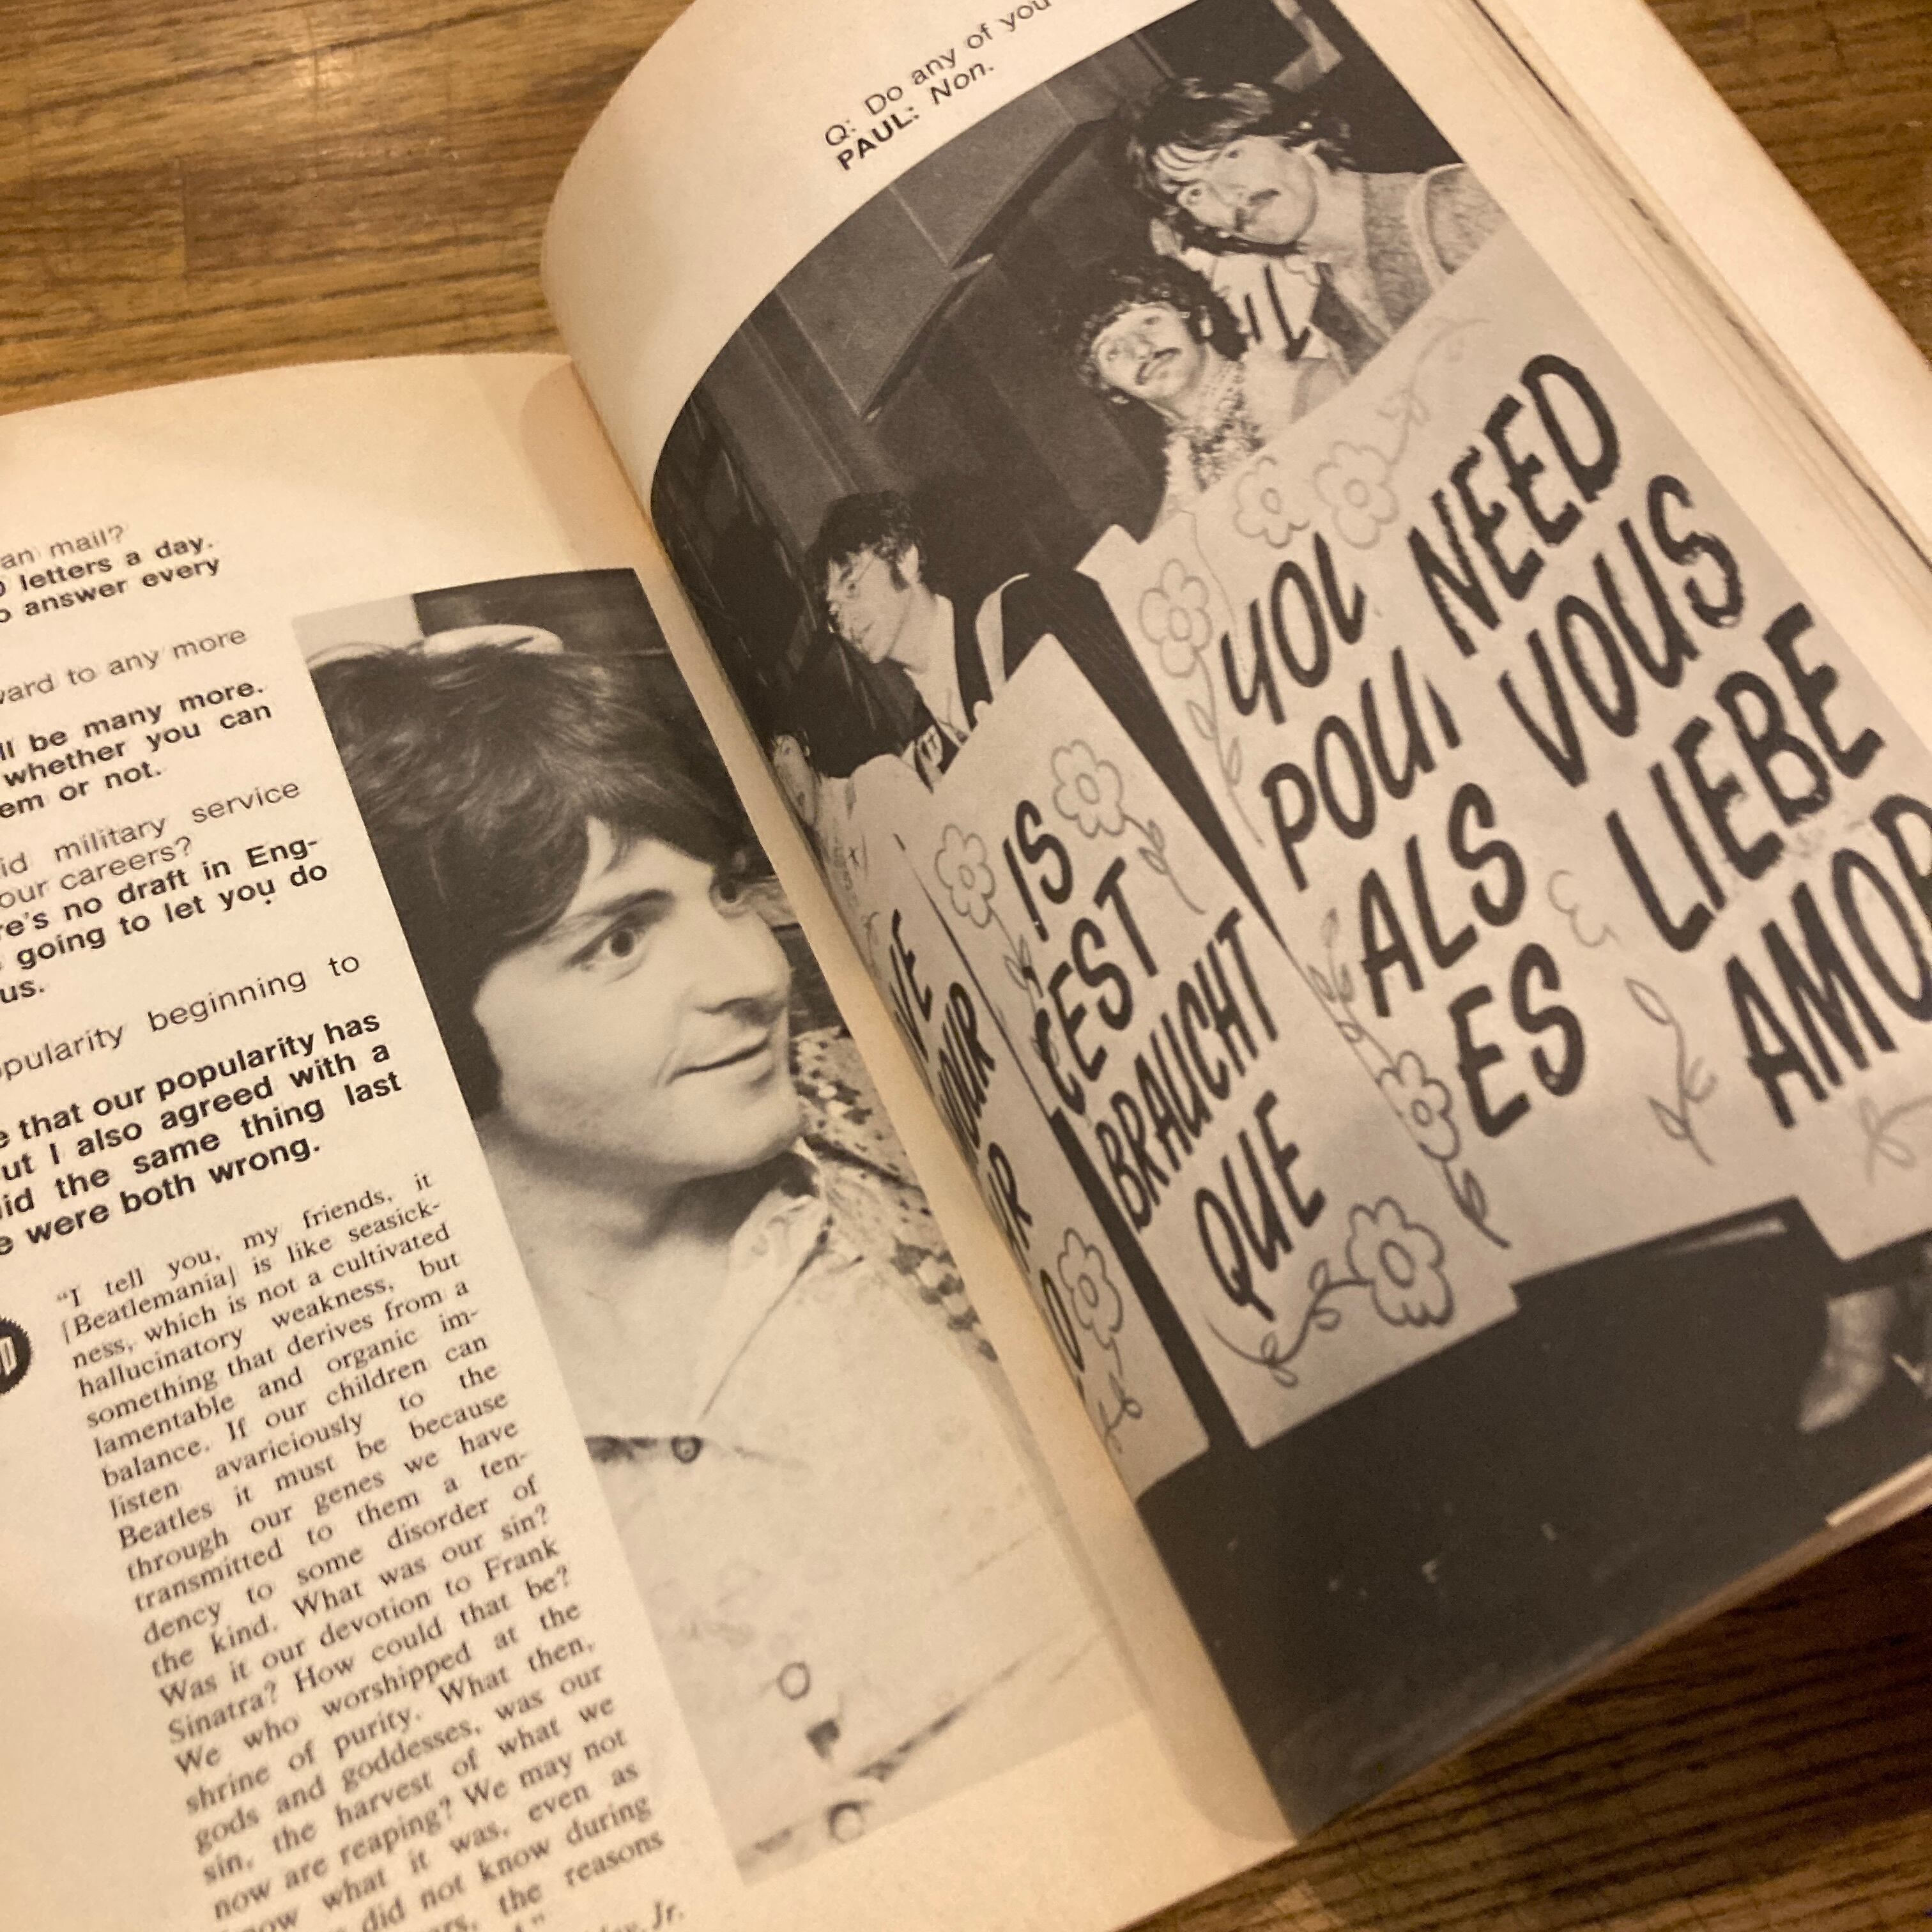 an mail?
letters a day.
answer every
ward to any more
ll be many more.
whether you can
em or not.
id military service
our careers?
re's no draft in Eng-
going to let you do
us.
opularity beginning to
e that our popularity has
ut I also agreed with a
id the same thing last
e were both wrong.
"I tell you, my friends, it
[Beatlemania] is like seasick-
ness, which is not a cultivated
hallucinatory weakness, but
something that derives from a
lamentable and organic im-
balance. If our children can
listen avariciously to the
Beatles it must be because
through our genes we have
transmitted to them a ten-
dency to some disorder of
the kind. What was our sin?
Was it our devotion to Frank
Sinatra? How could that be?
We who worshipped at the
shrine of purity. What then,
gods and goddesses, was our
sin, the harvest of what we
now are reaping? We may not
know what it was, even as
did not know during
rs, the reasons
Jr.
Q: Do any of you
PAUL: Non.
IS
C'EST
BRAUCHT
QUE
YOU NEED
POUR VOUS
ALS LIEBE
ES AMOR